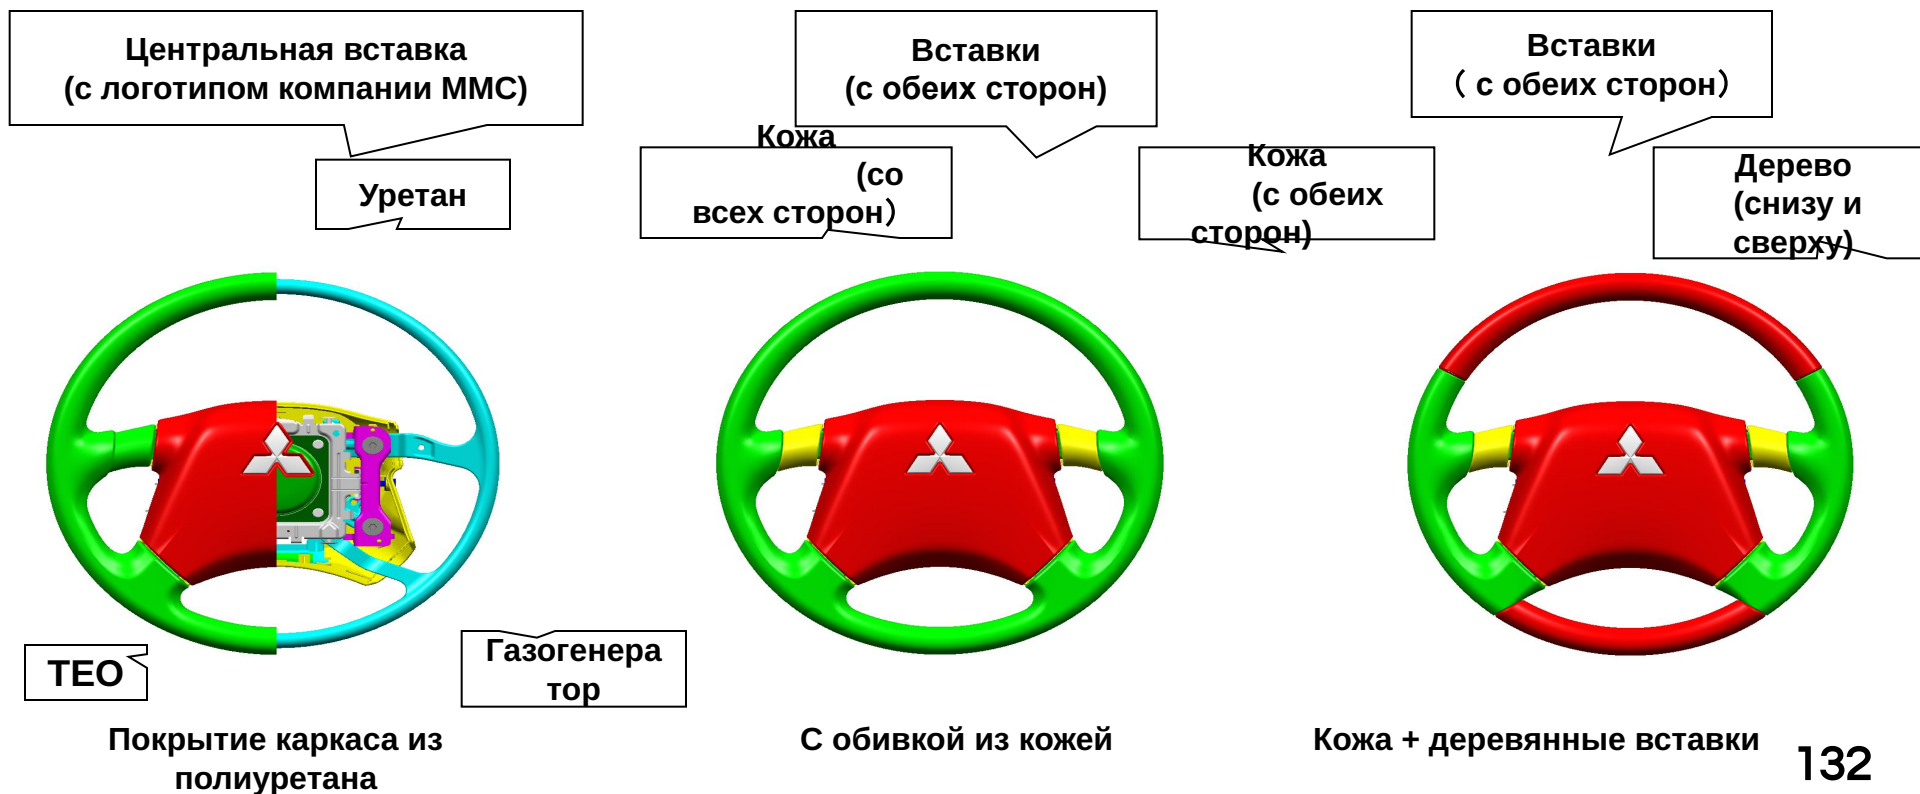 Центральная вставка
(с логотипом компании ММС)
Вставки
(с обеих сторон)
Вставки
（ с обеих сторон）
Уретан
Кожа
(со
всех сторон）
Кожа
(с обеих
сторон)
Дерево
(снизу и
сверху)
ТЕО
Газогенера
тор
Покрытие каркаса из
полиуретана
С обивкой из кожей
Кожа + деревянные вставки
132